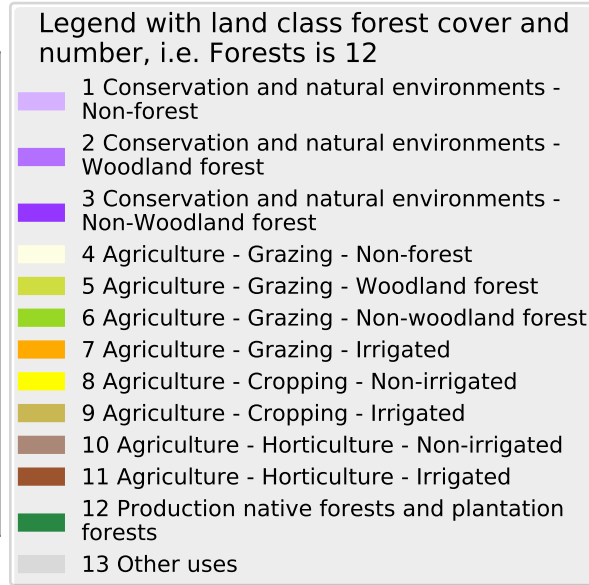 Legend with land class forest cover and
number, i.e. Forests is 12
1 Conservation and natural environments -
Non-forest
2 Conservation and natural environments -
Woodland forest
3 Conservation and natural environments -
Non-Woodland forest
4 Agriculture - Grazing - Non-forest
5 Agriculture - Grazing - Woodland forest
6 Agriculture - Grazing - Non-woodland forest
7 Agriculture - Grazing - Irrigated
8 Agriculture - Cropping - Non-irrigated
9 Agriculture - Cropping - Irrigated
10 Agriculture - Horticulture - Non-irrigated
11 Agriculture - Horticulture - Irrigated
12 Production native forests and plantation
forests
13 Other uses